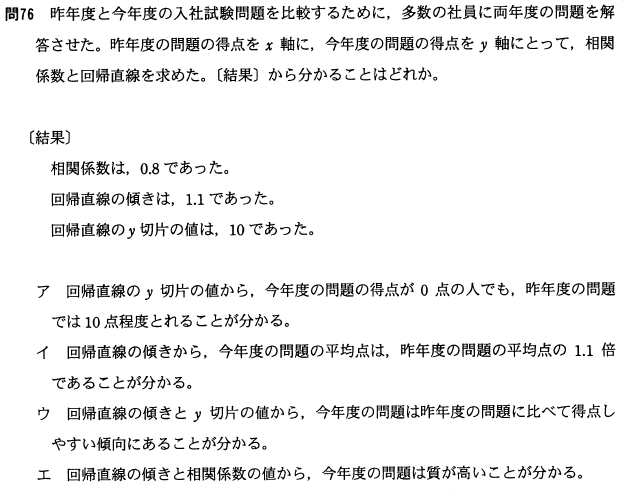 問76 昨年度と今年度の入社試験問題を比較するために，多数の社員に両年度の問題を解
答させた。昨年度の問題の得点を x 軸に，今年度の問題の得点を y 軸にとって，相関
係数と回帰直線を求めた。〔結果〕から分かることはどれか。
〔結果〕
相関係数は，0.8 であった。
回帰直線の傾きは，1.1 であった。
回帰直線の y 切片の値は，10 であった。
ア 回帰直線の y 切片の値から，今年度の問題の得点が 0 点の人でも，昨年度の問題
では 10 点程度とれることが分かる。
イ 回帰直線の傾きから，今年度の問題の平均点は，昨年度の問題の平均点の 1.1 倍
であることが分かる。
ウ 回帰直線の傾きと y 切片の値から，今年度の問題は昨年度の問題に比べて得点し
やすい傾向にあることが分かる。
エ 回帰直線の傾きと相関係数の値から，今年度の問題は質が高いことが分かる。